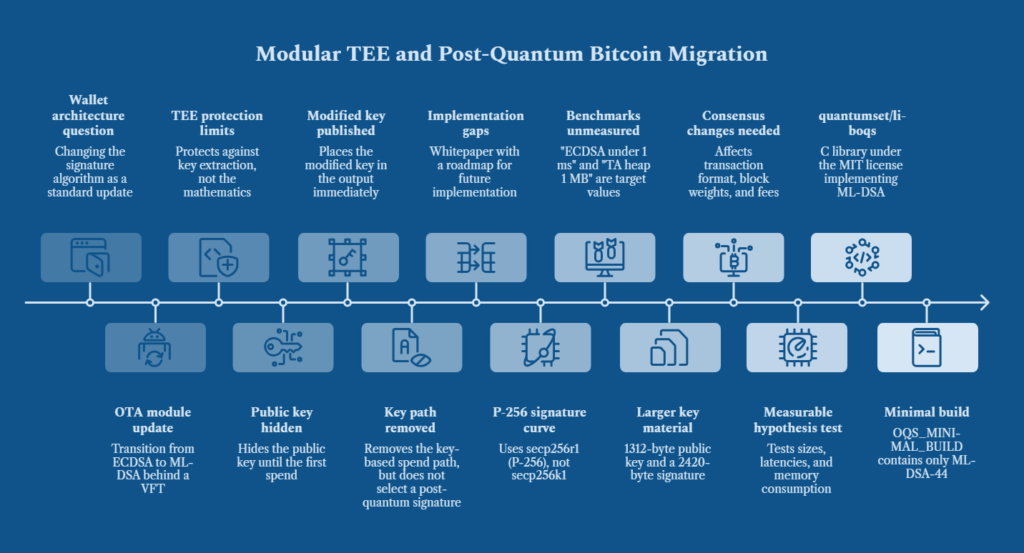 Modular TEE and Post-Quantum Bitcoin Migration
Wallet
architecture
question
Changing the
signature
algorithm as a
standard update
TEE protection
limits
Protects against
key extraction,
not the
mathematics
Modified key
published
Places the
modified key in
the output
immediately
Implementation
gaps
Whitepaper with
a roadmap for
future
implementation
Benchmarks
unmeasured
"ECDSA under 1
ms" and "TA heap
1 MB" are target
values
Consensus
changes needed
Affects
transaction
format, block
weights, and fees
quantumset/li-
boqs
C library under
the MIT license
implementing
ML-DSA
OTA module
update
Transition from
ECDSA to ML-
DSA behind a
VFT
Public key
hidden
Hides the public
key until the first
spend
Key path
removed
Removes the key-
based spend path,
but does not
select a post-
quantum signature
P-256 signature
curve
Uses secp256r1
(P-256), not
secp256k1
Larger key
material
1312-byte public
key and a 2420-
byte signature
Measurable
hypothesis test
Tests sizes,
latencies, and
memory
consumption
Minimal build
OQS_MINI-
MAL_BUILD
contains only ML-
DSA-44